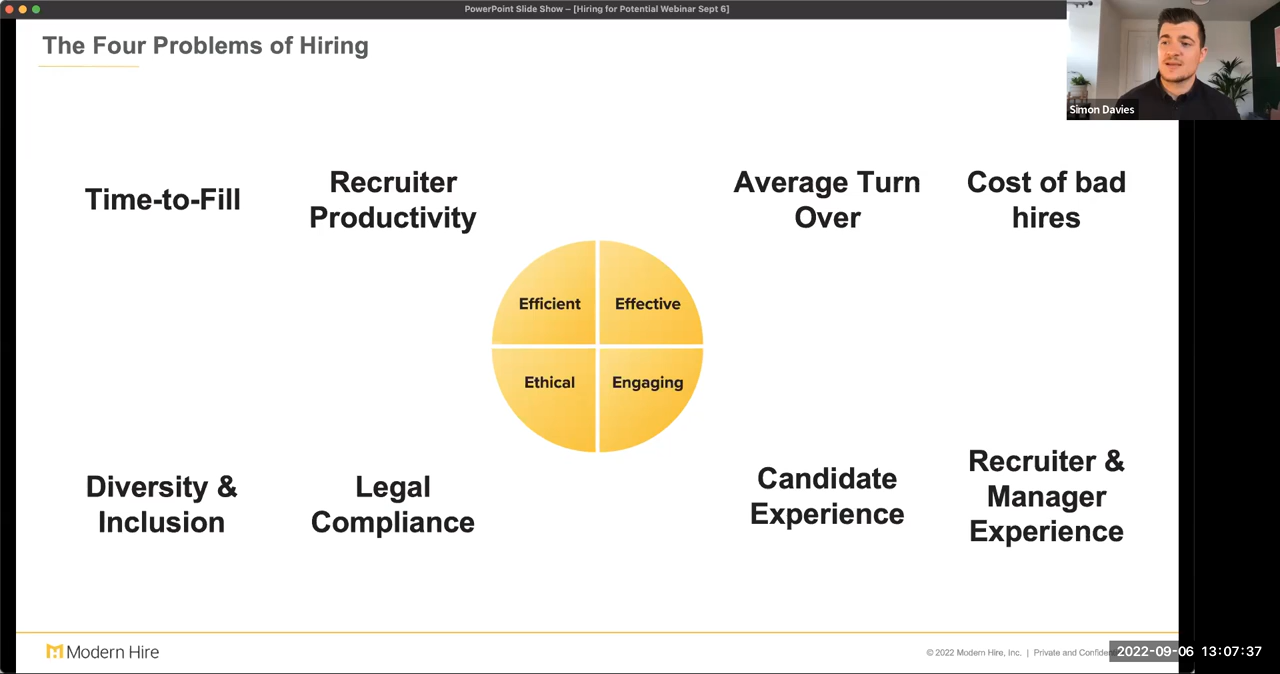 PowerPoint Slide Show – [Hiring for Potential Webinar Sept 6]
The Four Problems of Hiring
Simon Davies
Time-to-Fill
Recruiter
Productivity
Average Turn
Over
Cost of bad
hires
Efficient
Effective
Ethical
Engaging
Diversity &
Inclusion
Legal
Compliance
Candidate
Experience
Recruiter &
Manager
Experience
Modern Hire
© 2022 Modern Hire, Inc. | Private and
2022-09-06 13:07:37